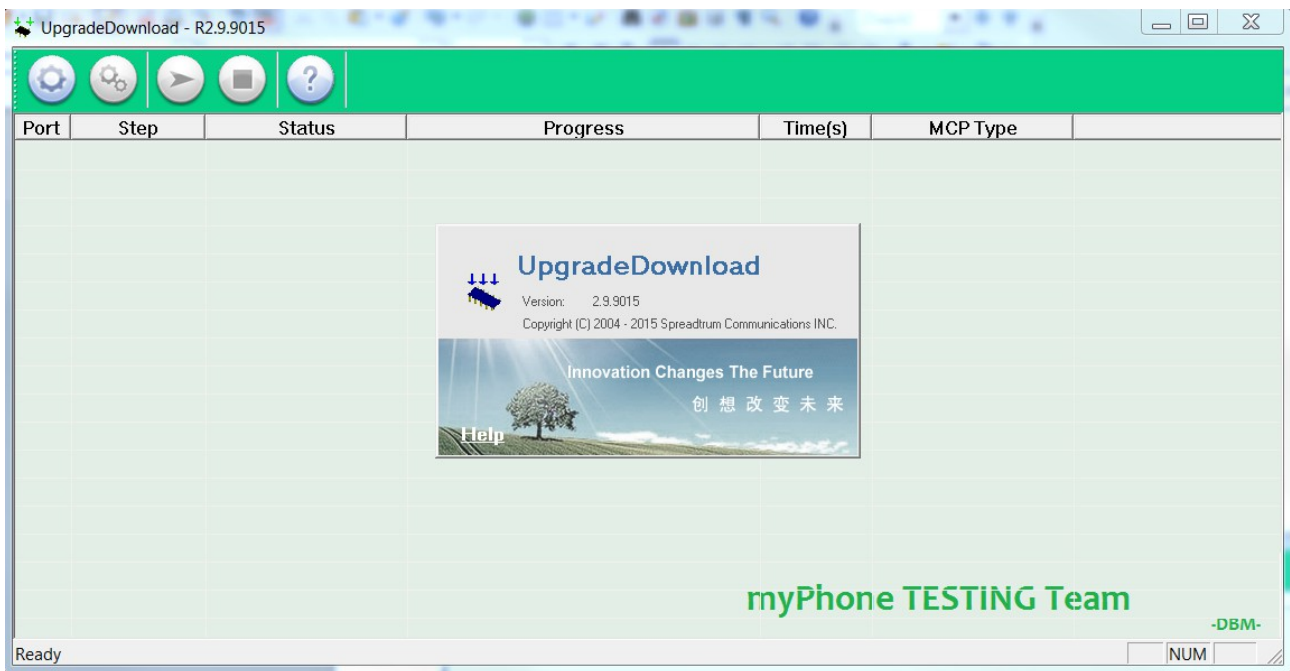 UpgradeDownload - R2.9.9015
?
Port Step Status Progress Time(s) MCP Type
UpgradeDownload
Version: 2.9.9015
Copyright (C) 2004 - 2015 Spreadtrum Communications INC.
Innovation Changes The Future
创想改变未来
Help
myPhone TESTING Team
-DBM-
Ready NUM